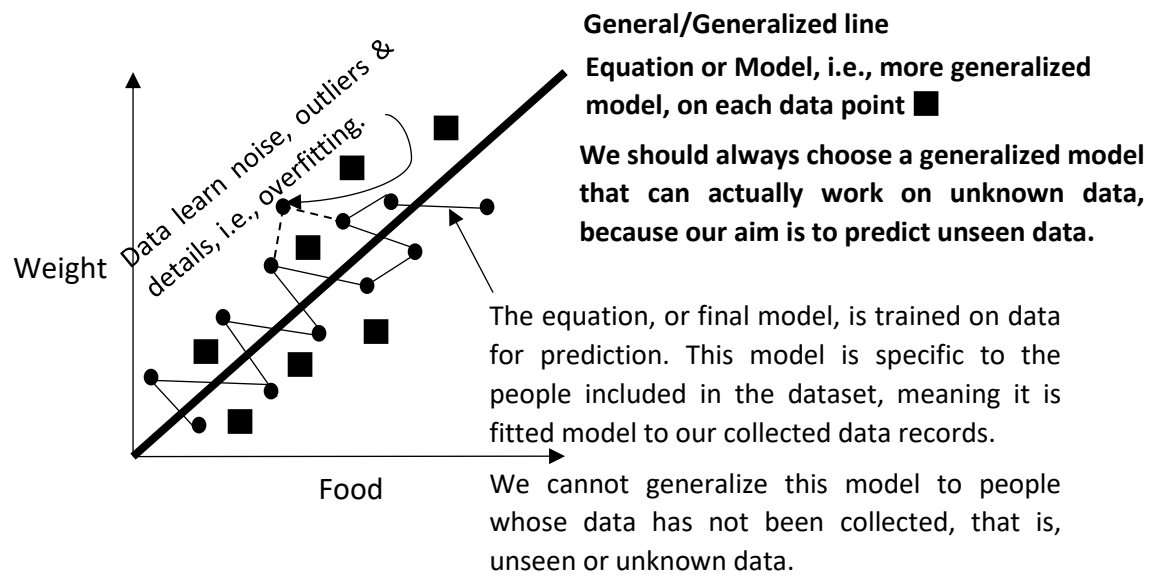 General/Generalized line
Equation or Model, i.e., more generalized
model, on each data point
We should always choose a generalized model
that can actually work on unknown data,
because our aim is to predict unseen data.
Data learn noise, outliers &
details, i.e., overfitting.
Weight
The equation, or final model, is trained on data
for prediction. This model is specific to the
people included in the dataset, meaning it is
fitted model to our collected data records.
Food
We cannot generalize this model to people
whose data has not been collected, that is,
unseen or unknown data.